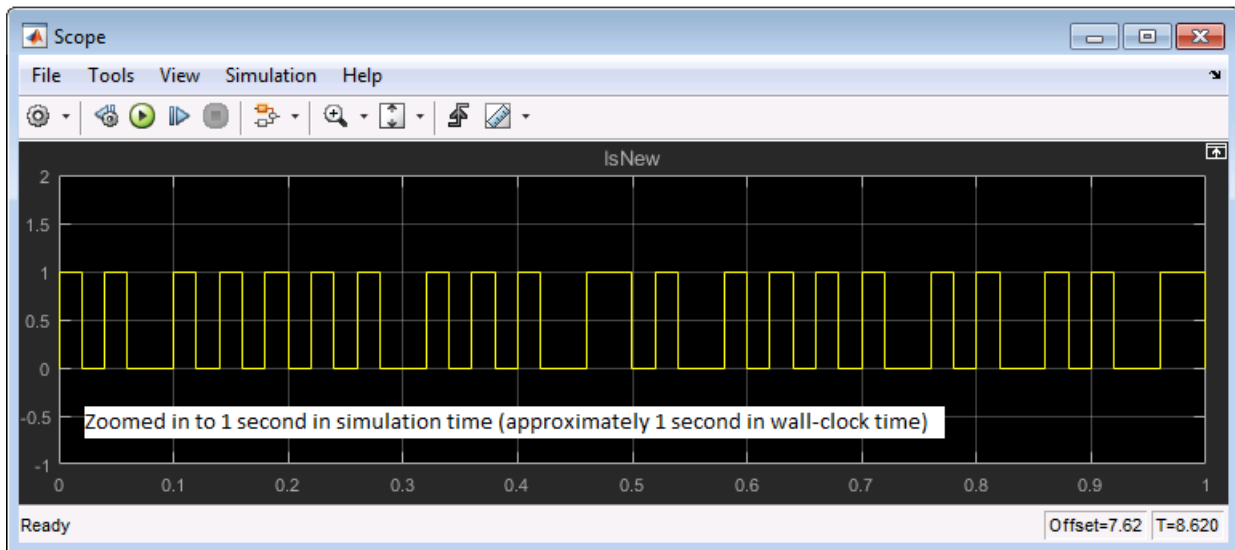 Scope
File Tools View Simulation Help
IsNew
2
1.5
1
0.5
0
-0.5
-1
Zoomed in to 1 second in simulation time (approximately 1 second in wall-clock time)
0 0.1 0.2 0.3 0.4 0.5 0.6 0.7 0.8 0.9 1
Ready Offset=7.62 T=8.620